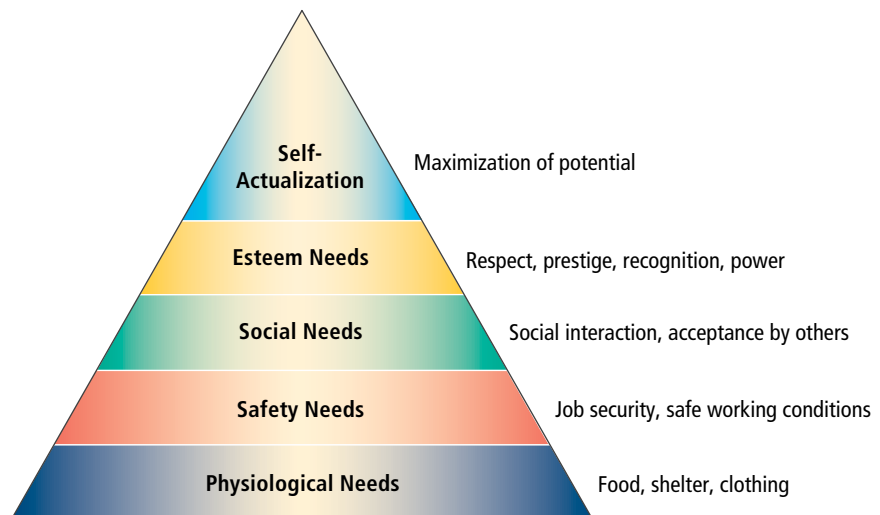 Self-
Actualization
Maximization of potential
Esteem Needs
Respect, prestige, recognition, power
Social Needs
Social interaction, acceptance by others
Safety Needs
Job security, safe working conditions
Physiological Needs
Food, shelter, clothing